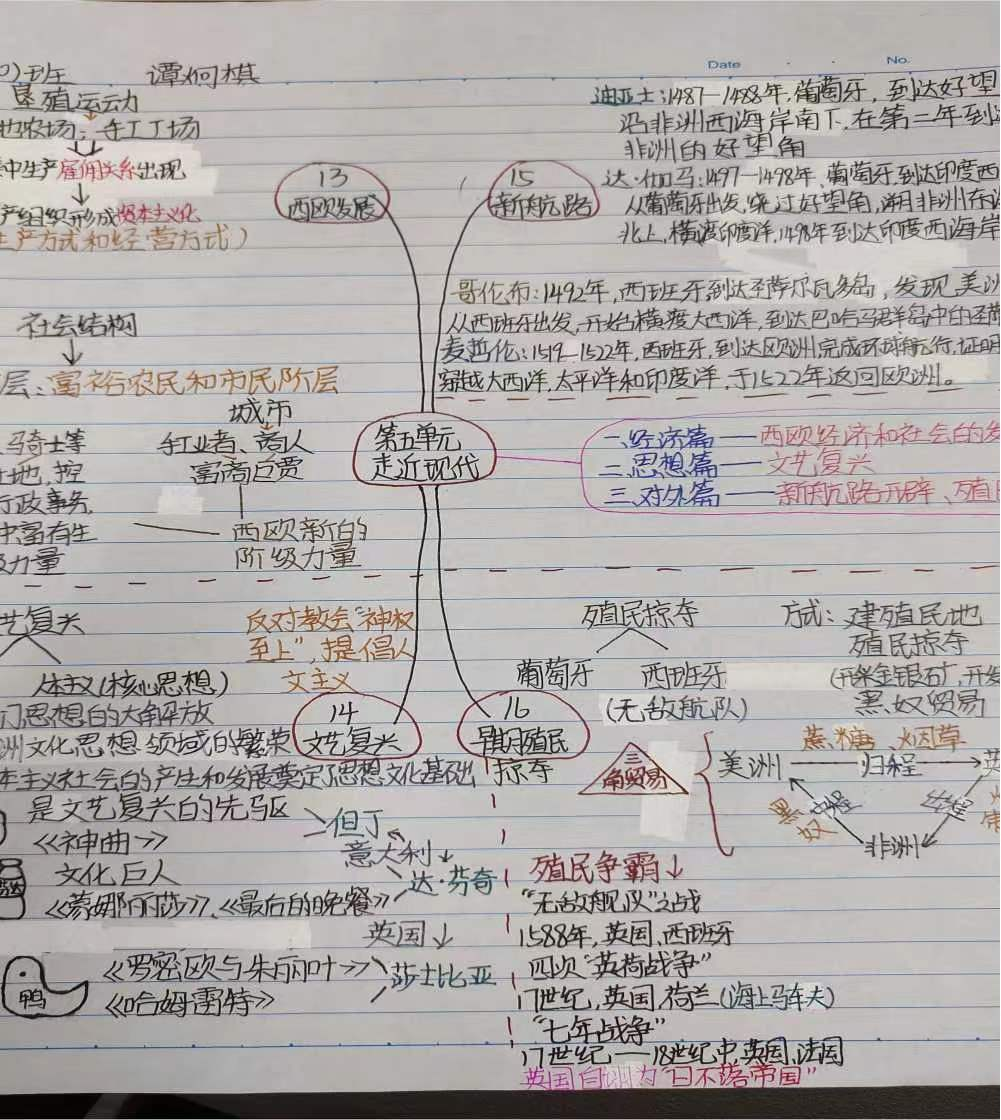 Date No.
班 谭炯棋
垦殖运动
农场:手工工场
中生产雇佣关系出现
产组织形成资本主义化
生产方式和经营方式)
13
西欧发展
15
新航路
迪亚士:1487—1488年,葡萄牙,到达好望
沿非洲西海岸南下,在第二年到达
非洲的好望角
达·伽马:1497—1498年、葡萄牙,到达印度西
从葡萄牙出发,绕过好望角,沿非洲东海
北上,横渡印度洋,1498年到达印度西海岸
哥伦布:1492年,西班牙,到达圣萨尔瓦多岛,发现美洲
从西班牙出发,开始横渡大西洋,到达巴哈马群岛中的圣萨
麦哲伦:1519—1522年,西班牙,到达欧洲完成环球航行,证明
穿越大西洋,太平洋和印度洋,于1522年返回欧洲。
社会结构
层:富裕农民和市民阶层
城市
马骑士等
手工业者、商人
土地,控
富商巨贾
行政事务,
中富有生
西欧新的
级力量
阶级力量
第五单元
走近现代
一.经济篇——西欧经济和社会的发
二.思想篇——文艺复兴
三.对外篇——新航路开辟、殖民
艺复兴
反对教会“神权
至上”,提倡人
文主义
人体主义(核心思想)
门思想的大解放
洲文化思想领域的繁荣
本主义社会的产生和发展奠定了思想文化基础
14
文艺复兴
16
早期殖民
掠夺
殖民掠夺
葡萄牙 西班牙
(无敌舰队)
方式:建殖民地
殖民掠夺
(开采金银矿,开发
黑奴贸易
三
角贸易
蔗糖、烟草
美洲 归程 英
黑奴 中程
出程
非洲
是文艺复兴的先驱
《神曲》
但丁
意大利
文化巨人
《蒙娜丽莎》、《最后的晚餐》
达·芬奇
英国
《罗密欧与朱丽叶》
《哈姆雷特》
莎士比亚
鸭
殖民争霸
“无敌舰队”之战
1588年,英国,西班牙
四次“英荷战争”
17世纪,英国,荷兰(海上马车夫)
“七年战争”
17世纪——18世纪中,英国,法国
英国自洲为“日不落帝国”